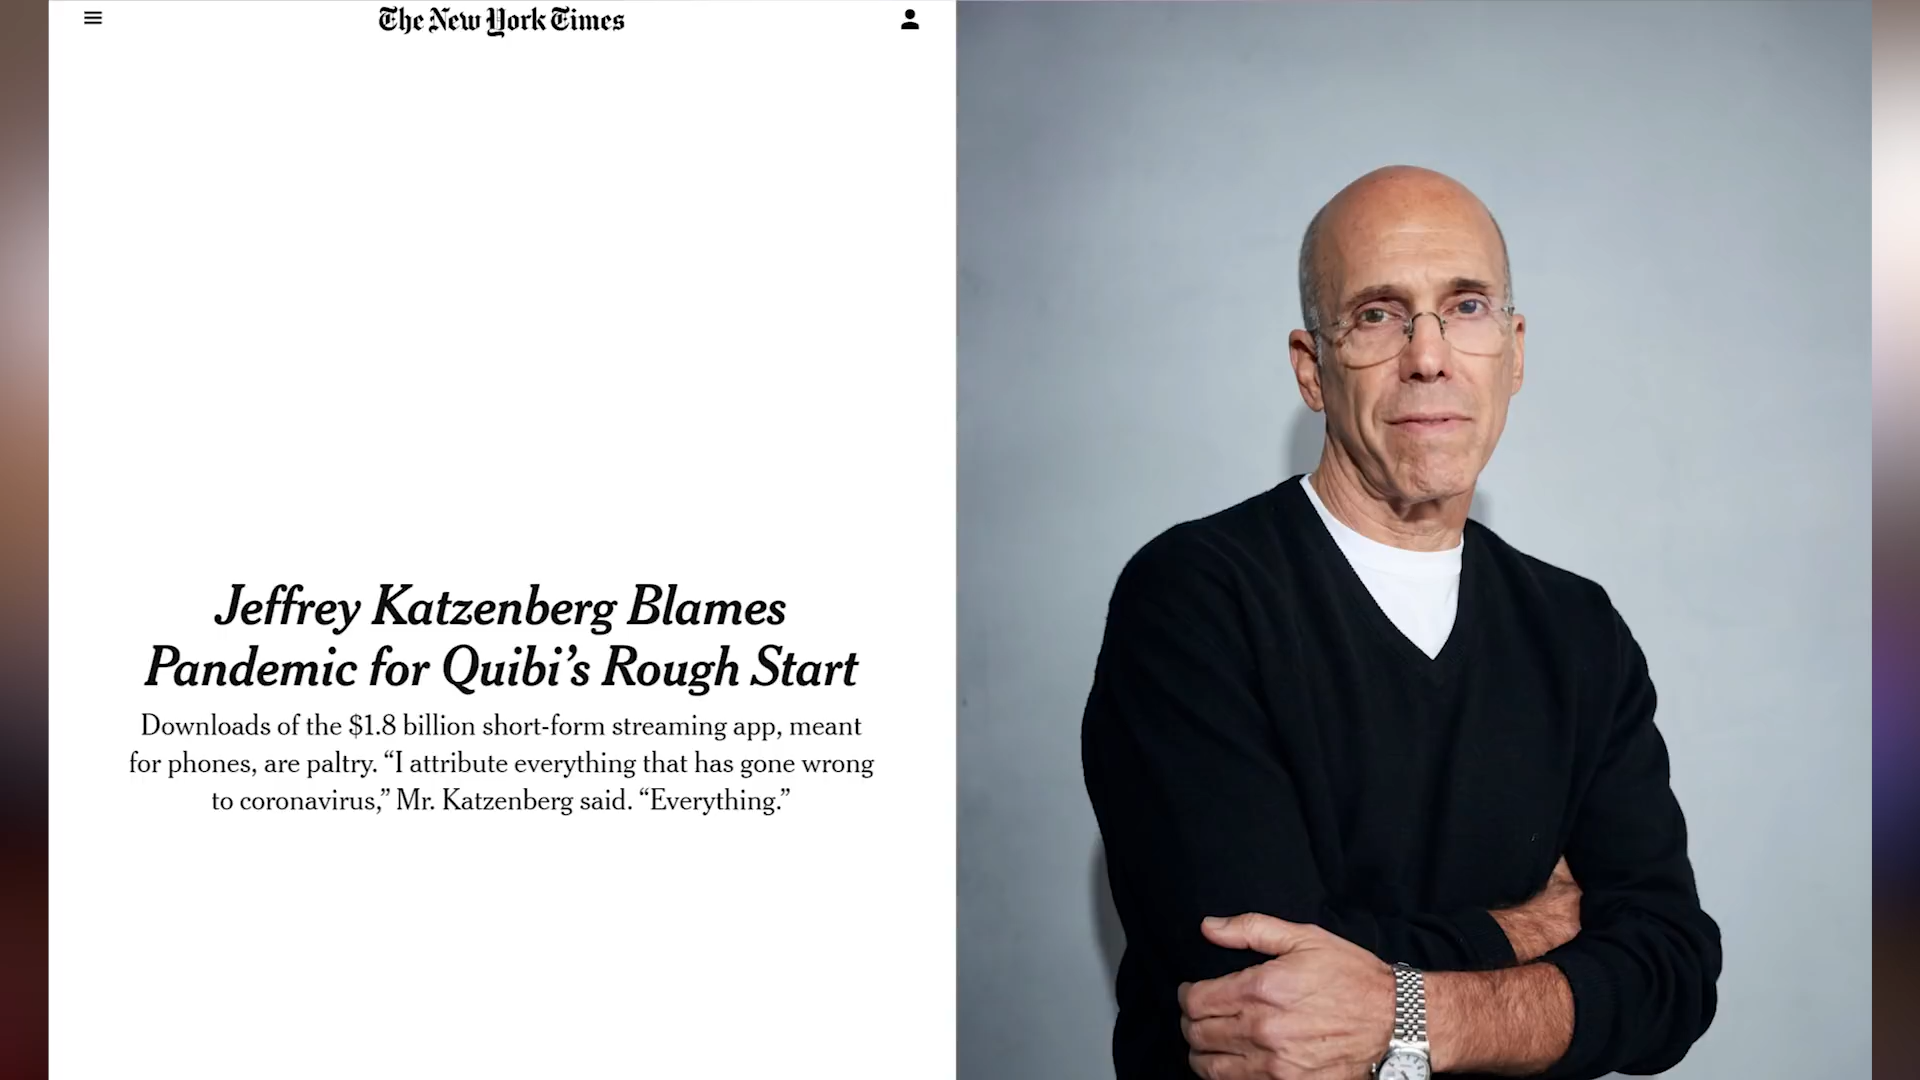 The New York Times
Jeffrey Katzenberg Blames
Pandemic for Quibi’s Rough Start
Downloads of the $1.8 billion short-form streaming app, meant
for phones, are paltry. “I attribute everything that has gone wrong
to coronavirus,” Mr. Katzenberg said. “Everything.”